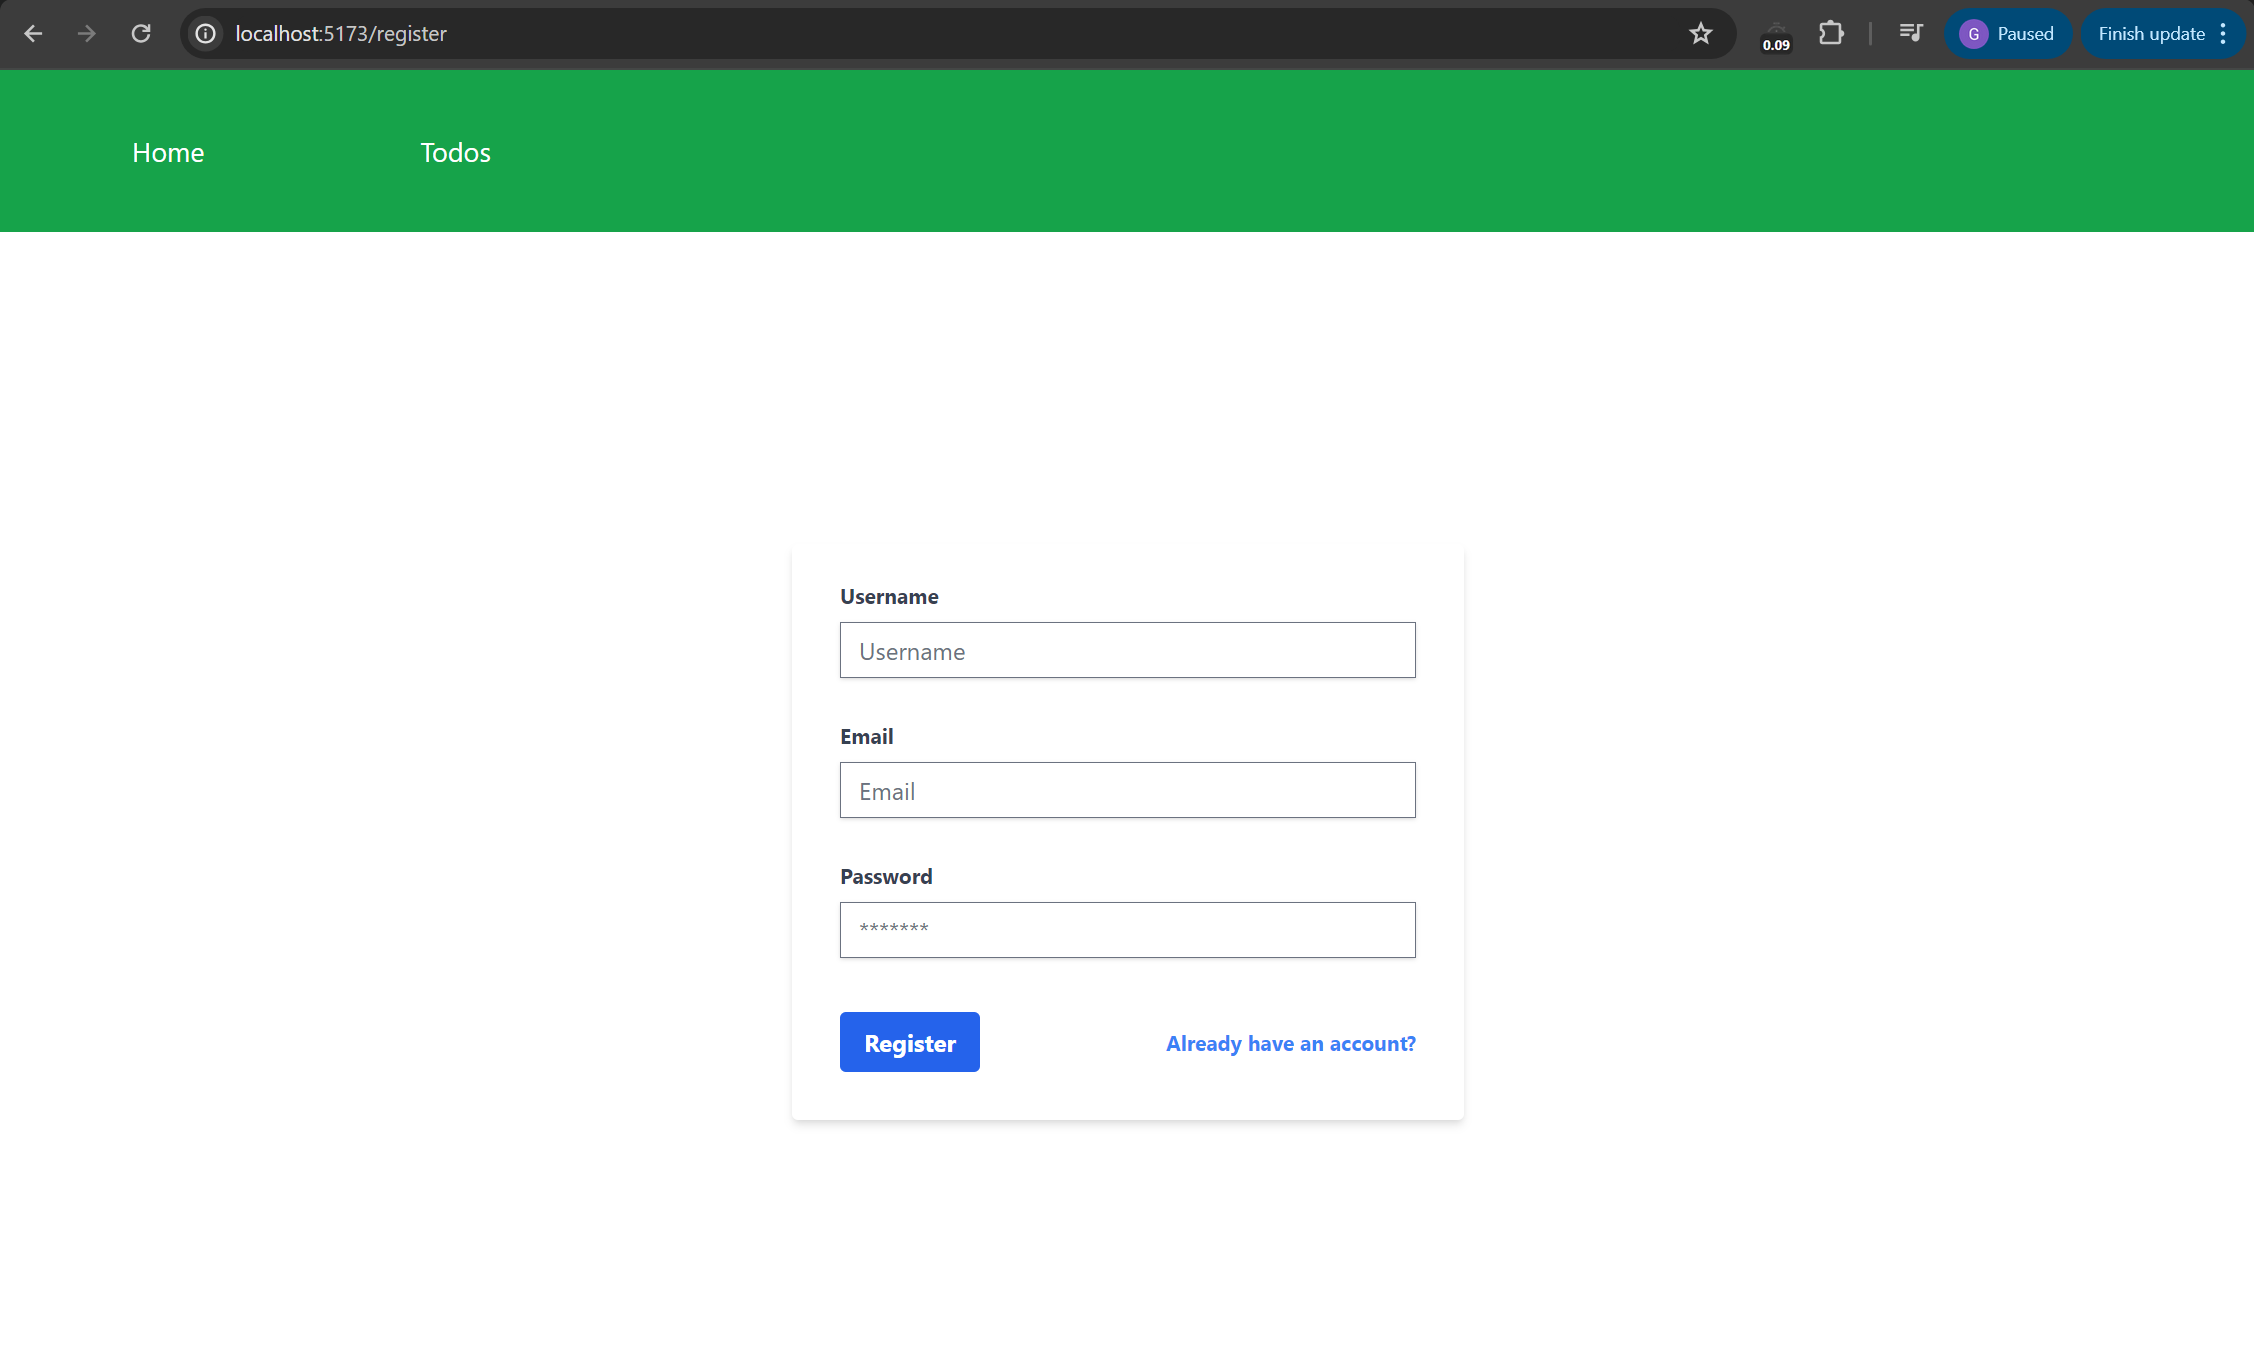 localhost:5173/register
0.09
G Paused
Finish update
Home Todos
Username
Username
Email
Email
Password
*******
Register Already have an account?